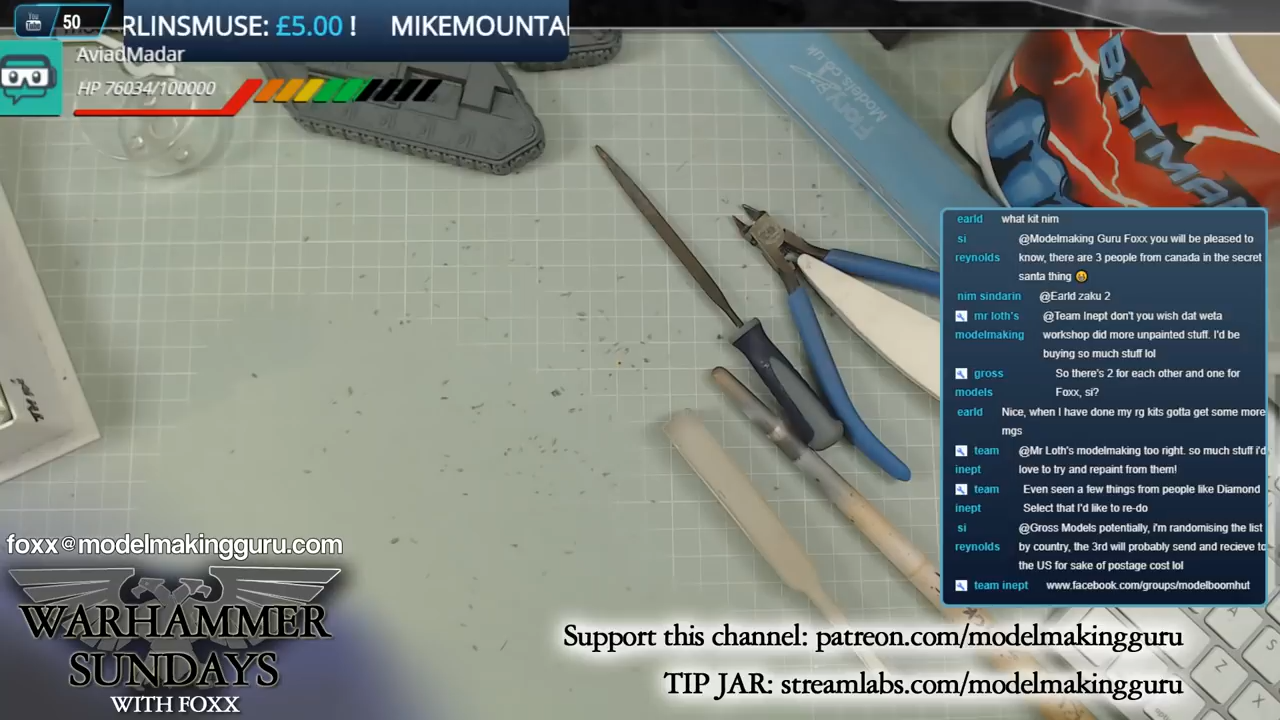 You Tube 50
RLINSMUSE: £5.00 ! MIKEMOUNTAI
AviadMadar
HP 76034/100000
Flory
Models.co.uk
BATMAN
earld what kit nim
si @Modelmaking Guru Foxx you will be pleased to
reynolds know, there are 3 people from canada in the secret
santa thing
nim sindarin @Earld zaku 2
mr loth's @Team Inept don't you wish dat weta
modelmaking workshop did more unpainted stuff. I'd be
buying so much stuff lol
gross So there's 2 for each other and one for
models Foxx, si?
earld Nice, when I have done my rg kits gotta get some more
mgs
team @Mr Loth's modelmaking too right. so much stuff i'd
inept love to try and repaint from them!
team Even seen a few things from people like Diamond
inept Select that I'd like to re-do
si @Gross Models potentially, i'm randomising the list
reynolds by country, the 3rd will probably send and recieve to
the US for sake of postage cost lol
team inept www.facebook.com/groups/modelboomhut
foxx@modelmakingguru.com
WARHAMMER
SUNDAYS
WITH FOXX
Support this channel: patreon.com/modelmakingguru
TIP JAR: streamlabs.com/modelmakingguru
A
S
Z
X